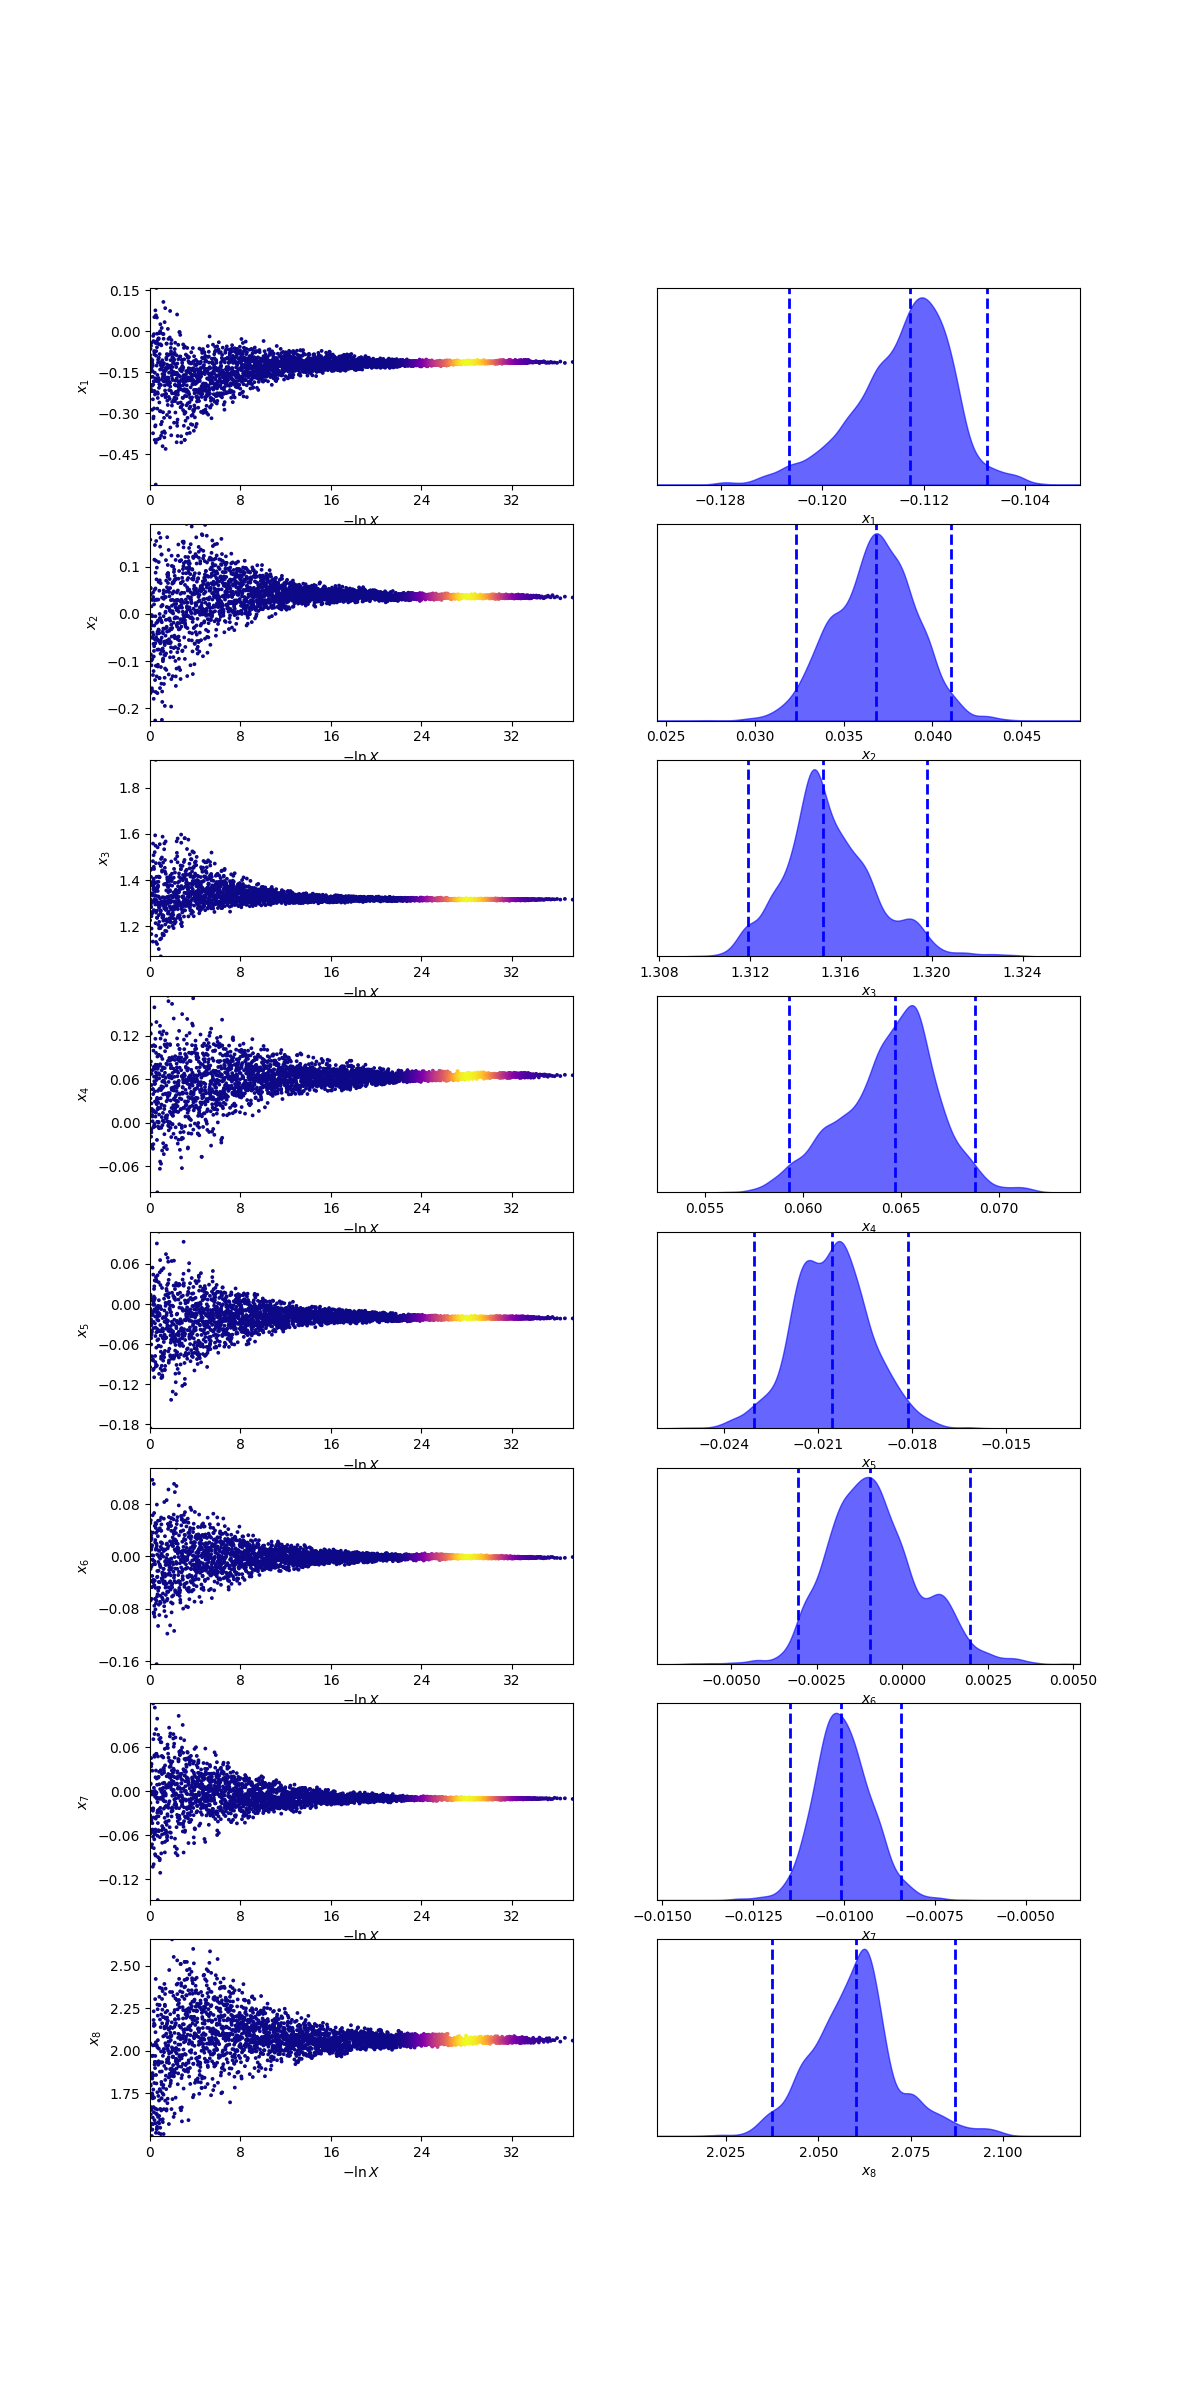 0.15
0.00
−0.15
−0.30
−0.45
x₁
0 8 16 24 32
−ln X
−0.128 −0.120 −0.112 −0.104
x₁
0.1
0.0
−0.1
−0.2
x₂
0 8 16 24 32
−ln X
0.025 0.030 0.035 0.040 0.045
x₂
1.8
1.6
1.4
1.2
x₃
0 8 16 24 32
−ln X
1.308 1.312 1.316 1.320 1.324
x₃
0.12
0.06
0.00
−0.06
x₄
0 8 16 24 32
−ln X
0.055 0.060 0.065 0.070
x₄
0.06
0.00
−0.06
−0.12
−0.18
x₅
0 8 16 24 32
−ln X
−0.024 −0.021 −0.018 −0.015
x₅
0.08
0.00
−0.08
−0.16
x₆
0 8 16 24 32
−ln X
−0.0050 −0.0025 0.0000 0.0025 0.0050
x₆
0.06
0.00
−0.06
−0.12
x₇
0 8 16 24 32
−ln X
−0.0150 −0.0125 −0.0100 −0.0075 −0.0050
x₇
2.50
2.25
2.00
1.75
x₈
0 8 16 24 32
−ln X
2.025 2.050 2.075 2.100
x₈